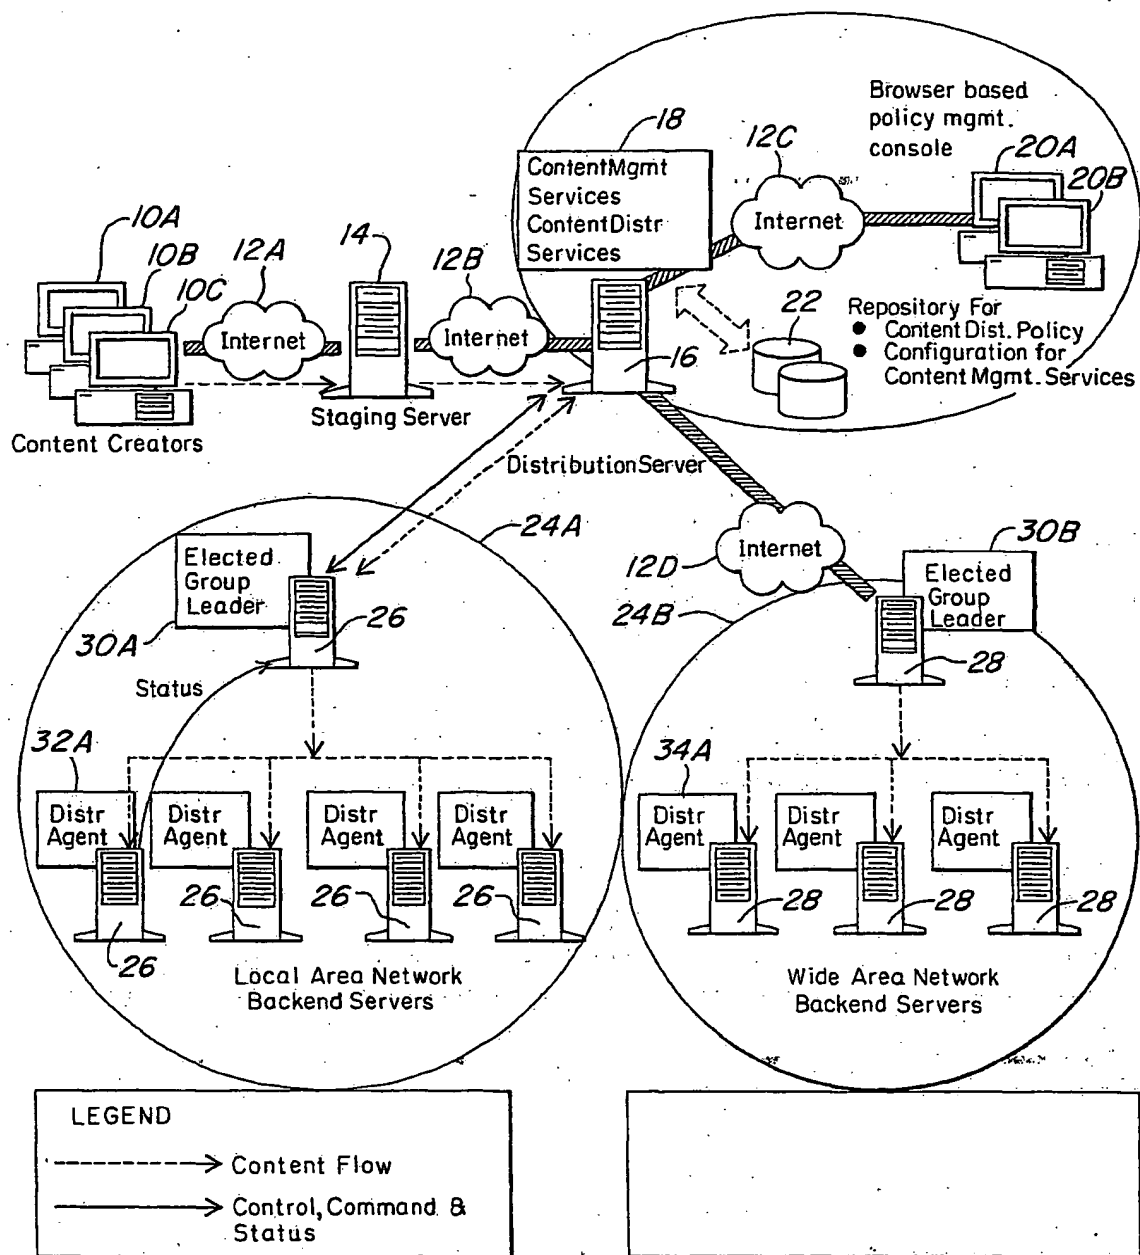 Browser based
policy mgmt.
console
18
12C
20A
20B
ContentMgmt
Services
ContentDistr
Services
Internet
10A
10B
10C
12A
14
12B
Internet
Internet
22
16
Repository For
● Content Dist. Policy
● Configuration for
Content Mgmt. Services
Staging Server
Content Creators
Distribution Server
24A
Elected
Group
Leader
26
30A
Status
Internet
12D
30B
Elected
Group
Leader
24B
28
32A
Distr
Agent
Distr
Agent
Distr
Agent
Distr
Agent
26
26
26
26
Local Area Network
Backend Servers
34A
Distr
Agent
Distr
Agent
Distr
Agent
28
28
28
Wide Area Network
Backend Servers
LEGEND
Content Flow
Control, Command &
Status